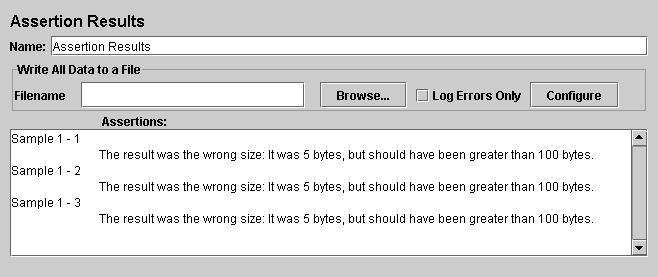 Assertion Results
Name: Assertion Results
Write All Data to a File
Filename Browse... Log Errors Only Configure
Assertions:
Sample 1 - 1
The result was the wrong size: It was 5 bytes, but should have been greater than 100 bytes.
Sample 1 - 2
The result was the wrong size: It was 5 bytes, but should have been greater than 100 bytes.
Sample 1 - 3
The result was the wrong size: It was 5 bytes, but should have been greater than 100 bytes.